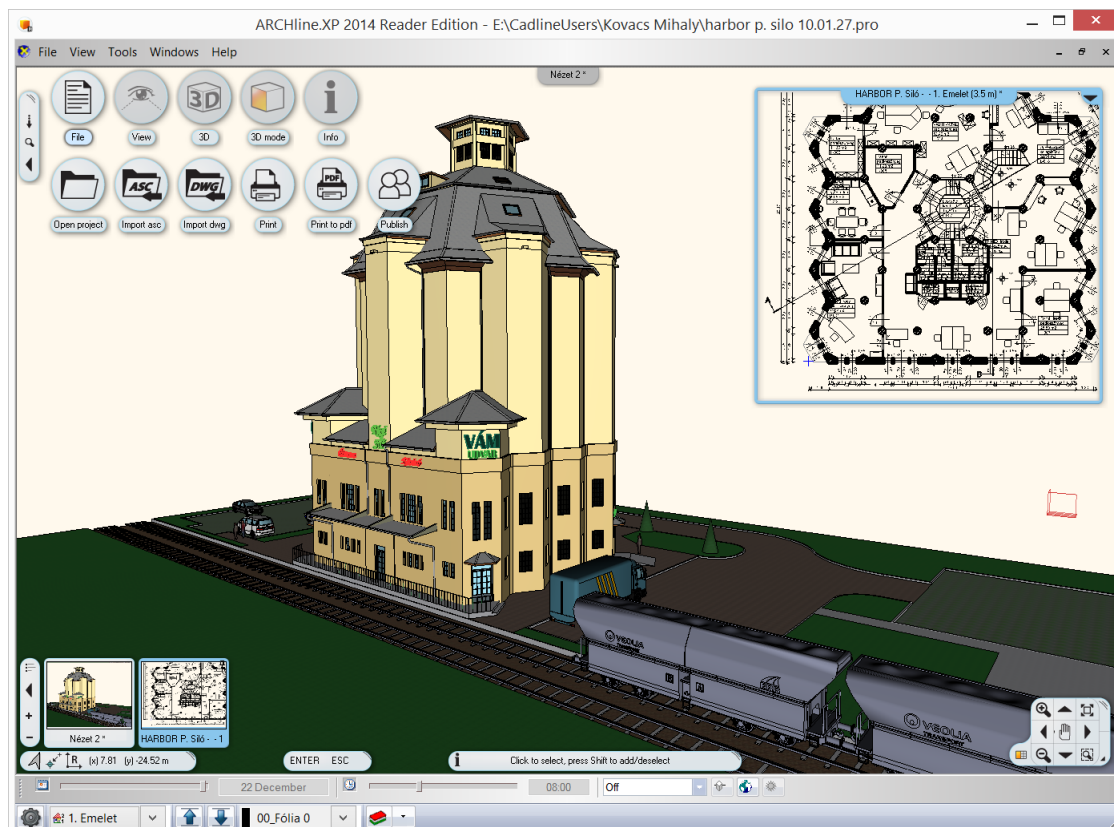 ARCHline.XP 2014 Reader Edition - E:\CadlineUsers\Kovacs Mihaly\harbor p. silo 10.01.27.pro
File View Tools Windows Help
Nézet 2 *
HARBOR P. Siló - - 1. Emelet (3.5 m) *
3D
i
File View 3D 3D mode Info
ASC DWG PDF
Open project Import asc Import dwg Print Print to pdf Publish
A
VÁM
UDVAR
VEOLIA
TRANSPORT
VEOLIA
TRANSPORT
Nézet 2 *
HARBOR P. Siló - - 1
R (x) 7.81 (y) -24.52 m
ENTER ESC
i Click to select, press Shift to add/deselect
22 December
08:00
Off
1. Emelet
00_Fólia 0